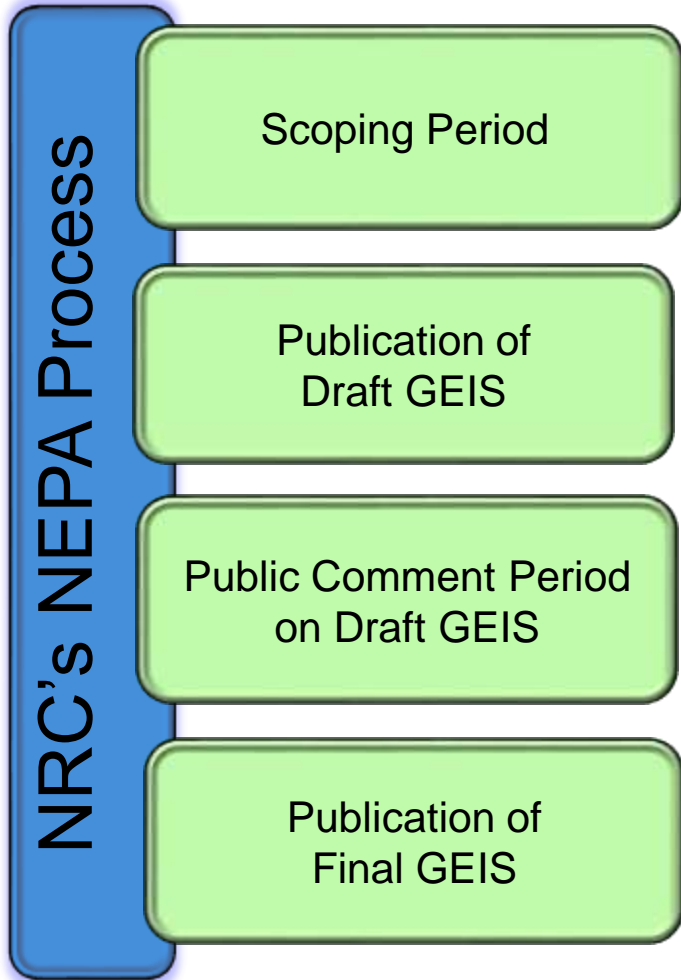 NRC’s NEPA Process
Scoping Period
Publication of
Draft GEIS
Public Comment Period
on Draft GEIS
Publication of
Final GEIS